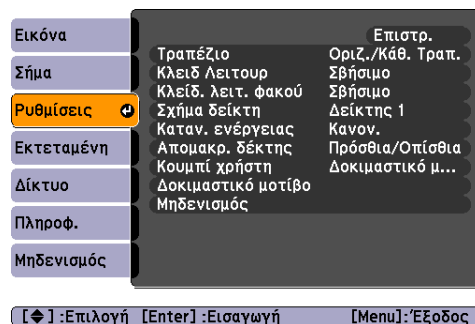 Εικόνα
Σήμα
Ρυθμίσεις
Εκτεταμένη
Δίκτυο
Πληροφ.
Μηδενισμός
Επιστρ.
Τραπέζιο Οριζ./Κάθ. Τραπ.
Κλειδ Λειτουρ Σβήσιμο
Κλείδ. λειτ. φακού Σβήσιμο
Σχήμα δείκτη Δείκτης 1
Καταν. ενέργειας Κανον.
Απομακρ. δέκτης Πρόσθια/Οπίσθια
Κουμπί χρήστη Δοκιμαστικό μ...
Δοκιμαστικό μοτίβο
Μηδενισμός
[◆] :Επιλογή [Enter] :Εισαγωγή [Menu]:Έξοδος